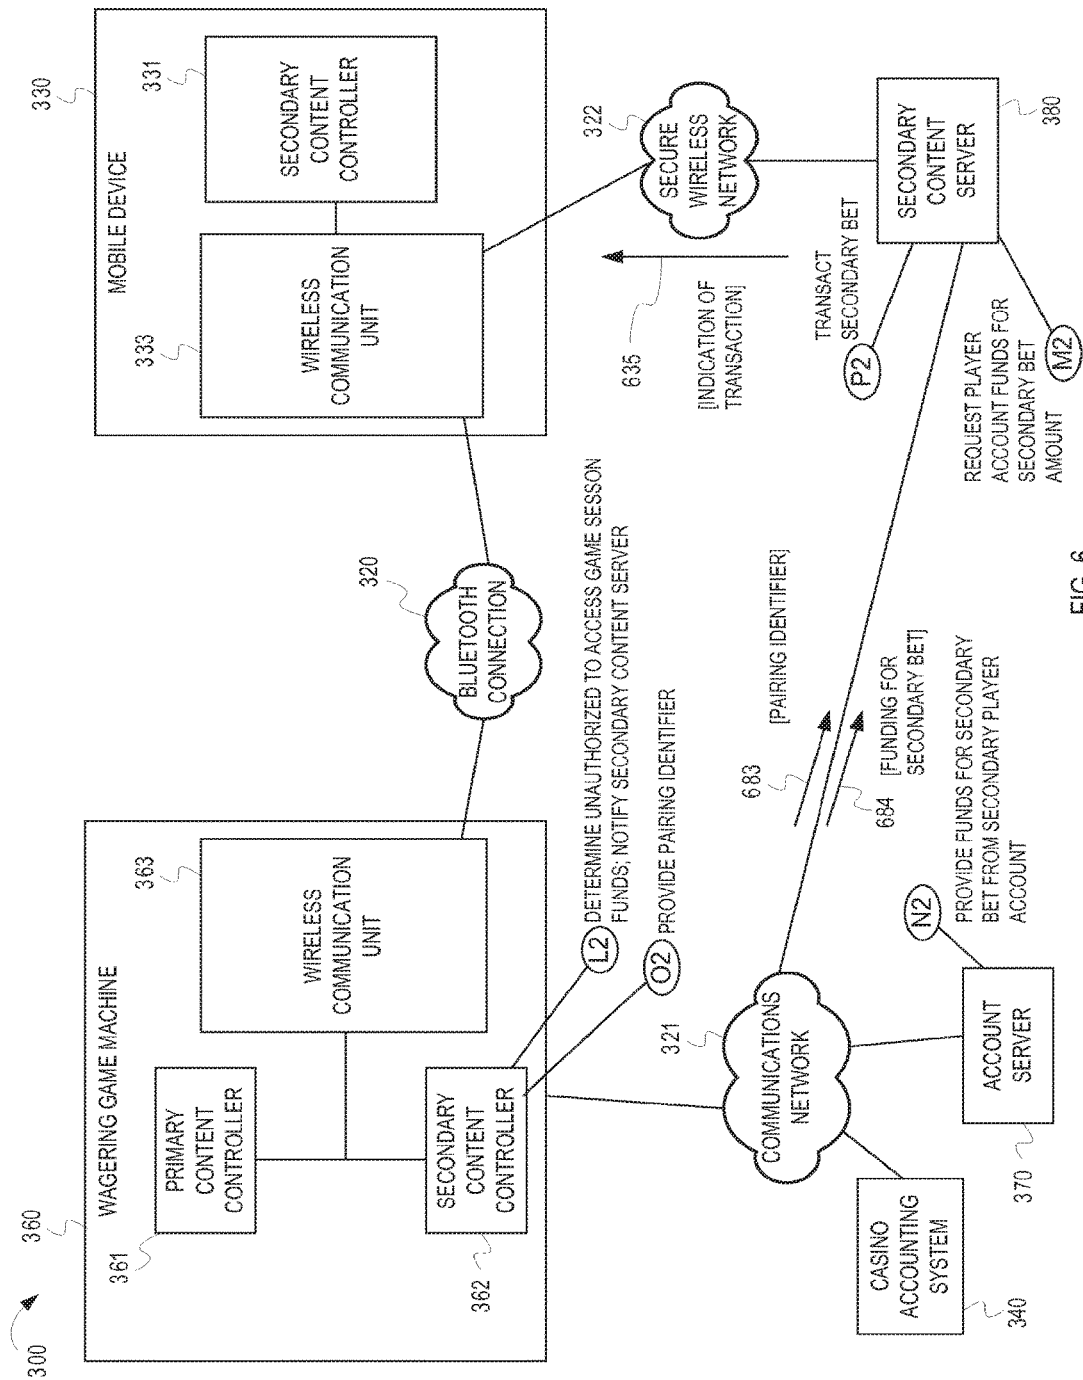 300
360
WAGERING GAME MACHINE
361
PRIMARY
CONTENT
CONTROLLER
363
WIRELESS
COMMUNICATION
UNIT
362
SECONDARY
CONTENT
CONTROLLER
320
BLUETOOTH
CONNECTION
330
MOBILE DEVICE
333
WIRELESS
COMMUNICATION
UNIT
331
SECONDARY
CONTENT
CONTROLLER
L2
DETERMINE UNAUTHORIZED TO ACCESS GAME SESSON
FUNDS; NOTIFY SECONDARY CONTENT SERVER
O2
PROVIDE PAIRING IDENTIFIER
322
SECURE
WIRELESS
NETWORK
635
[INDICATION OF
TRANSACTION]
321
COMMUNICATIONS
NETWORK
683
[PAIRING IDENTIFIER]
684
[FUNDING FOR
SECONDARY BET]
TRANSACT
SECONDARY BET
P2
SECONDARY
CONTENT
SERVER
380
CASINO
ACCOUNTING
SYSTEM
340
ACCOUNT
SERVER
370
N2
PROVIDE FUNDS FOR SECONDARY
BET FROM SECONDARY PLAYER
ACCOUNT
REQUEST PLAYER
ACCOUNT FUNDS FOR
SECONDARY BET
AMOUNT
M2
FIG. 6